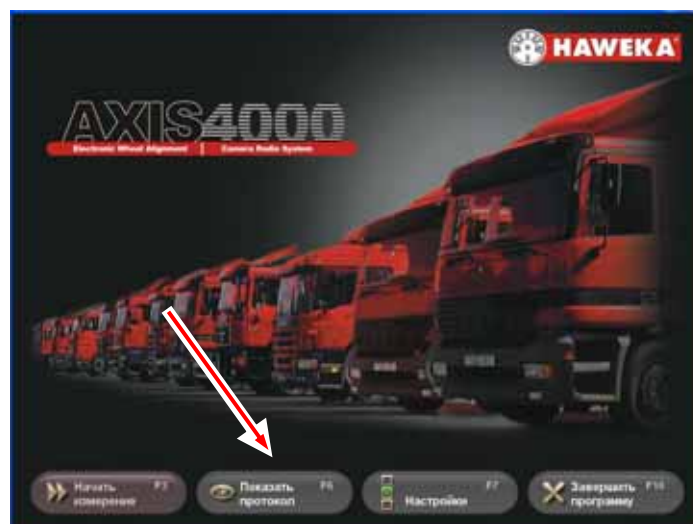 HAWEKA
AXIS4000
Electronic Wheel Alignment | Camera Radio System
Начать F3
измерение
Показать F6
протокол
F7
Настройки
Завершить F10
программу